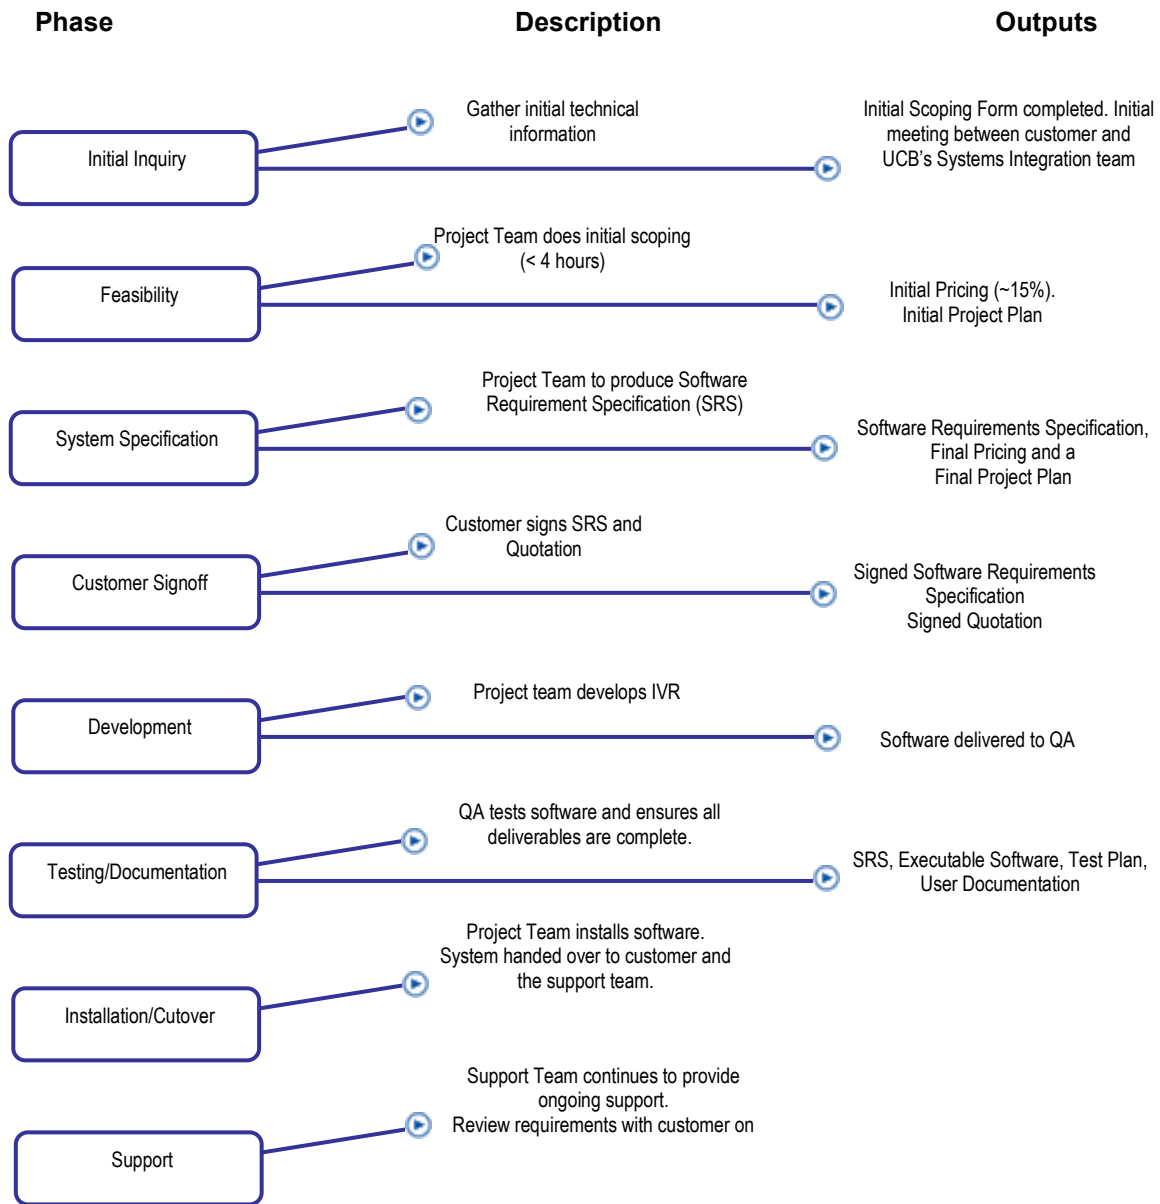 Phase
Description
Outputs
Initial Inquiry
Gather initial technical
information
Initial Scoping Form completed. Initial
meeting between customer and
UCB's Systems Integration team
Feasibility
Project Team does initial scoping
(< 4 hours)
Initial Pricing (~15%).
Initial Project Plan
System Specification
Project Team to produce Software
Requirement Specification (SRS)
Software Requirements Specification,
Final Pricing and a
Final Project Plan
Customer Signoff
Customer signs SRS and
Quotation
Signed Software Requirements
Specification
Signed Quotation
Development
Project team develops IVR
Software delivered to QA
Testing/Documentation
QA tests software and ensures all
deliverables are complete.
SRS, Executable Software, Test Plan,
User Documentation
Installation/Cutover
Project Team installs software.
System handed over to customer and
the support team.
Support
Support Team continues to provide
ongoing support.
Review requirements with customer on